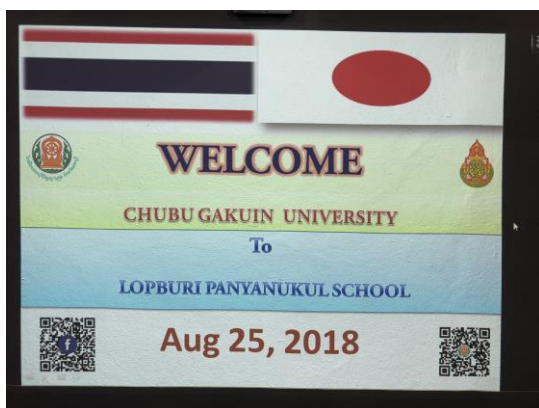 WELCOME
CHUBU GAKUIN UNIVERSITY
To
LOPBURI PANYANUKUL SCHOOL
Aug 25, 2018